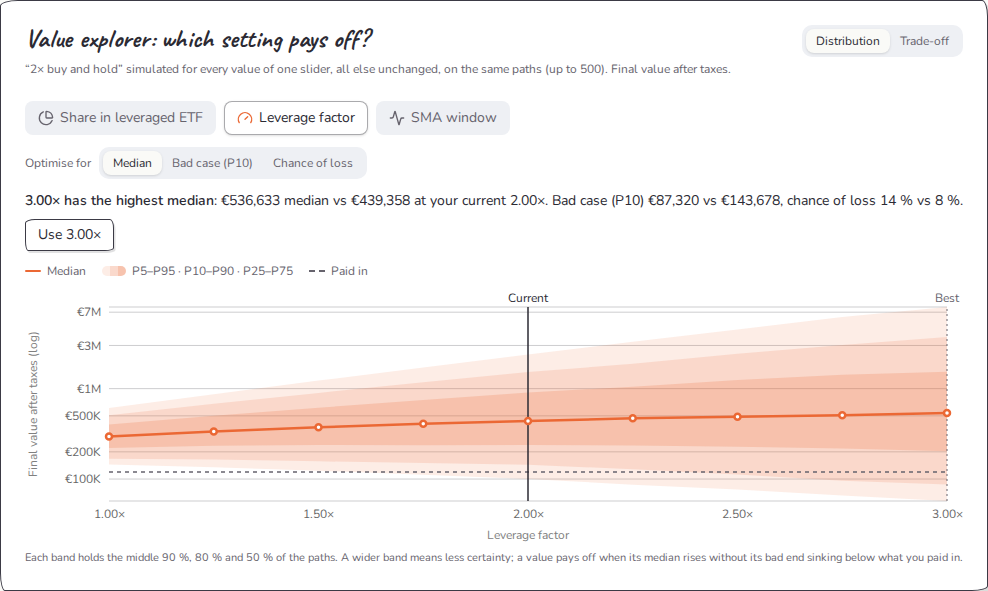 Value explorer: which setting pays off?
Distribution
Trade-off
“2× buy and hold” simulated for every value of one slider, all else unchanged, on the same paths (up to 500). Final value after taxes.
Share in leveraged ETF
Leverage factor
SMA window
Optimise for
Median
Bad case (P10)
Chance of loss
3.00× has the highest median: €536,633 median vs €439,358 at your current 2.00×. Bad case (P10) €87,320 vs €143,678, chance of loss 14 % vs 8 %.
Use 3.00×
Median
P5–P95 · P10–P90 · P25–P75
Paid in
Current
Best
€7M
€3M
€1M
€500K
€200K
€100K
Final value after taxes (log)
1.00×
1.50×
2.00×
2.50×
3.00×
Leverage factor
Each band holds the middle 90 %, 80 % and 50 % of the paths. A wider band means less certainty; a value pays off when its median rises without its bad end sinking below what you paid in.